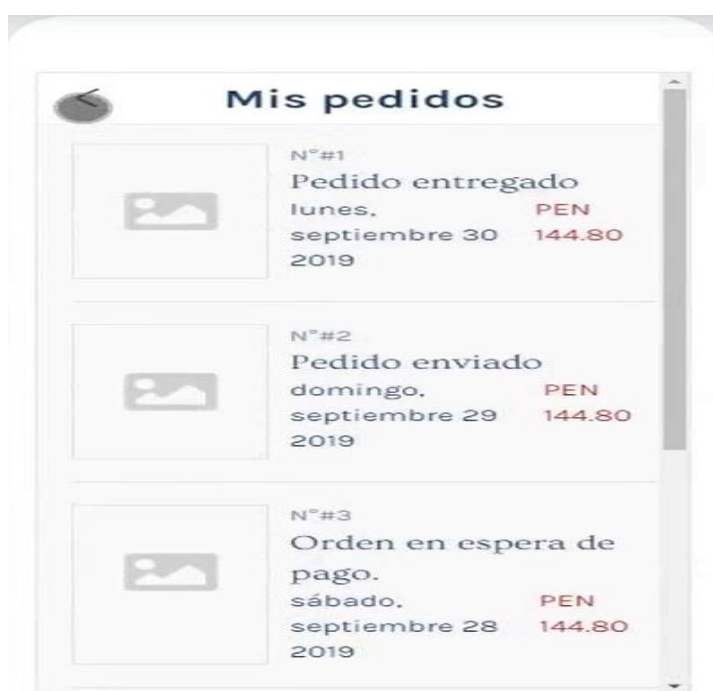 Mis pedidos
N°#1
Pedido entregado
lunes, PEN
septiembre 30 144.80
2019
N°#2
Pedido enviado
domingo, PEN
septiembre 29 144.80
2019
N°#3
Orden en espera de
pago.
sábado, PEN
septiembre 28 144.80
2019